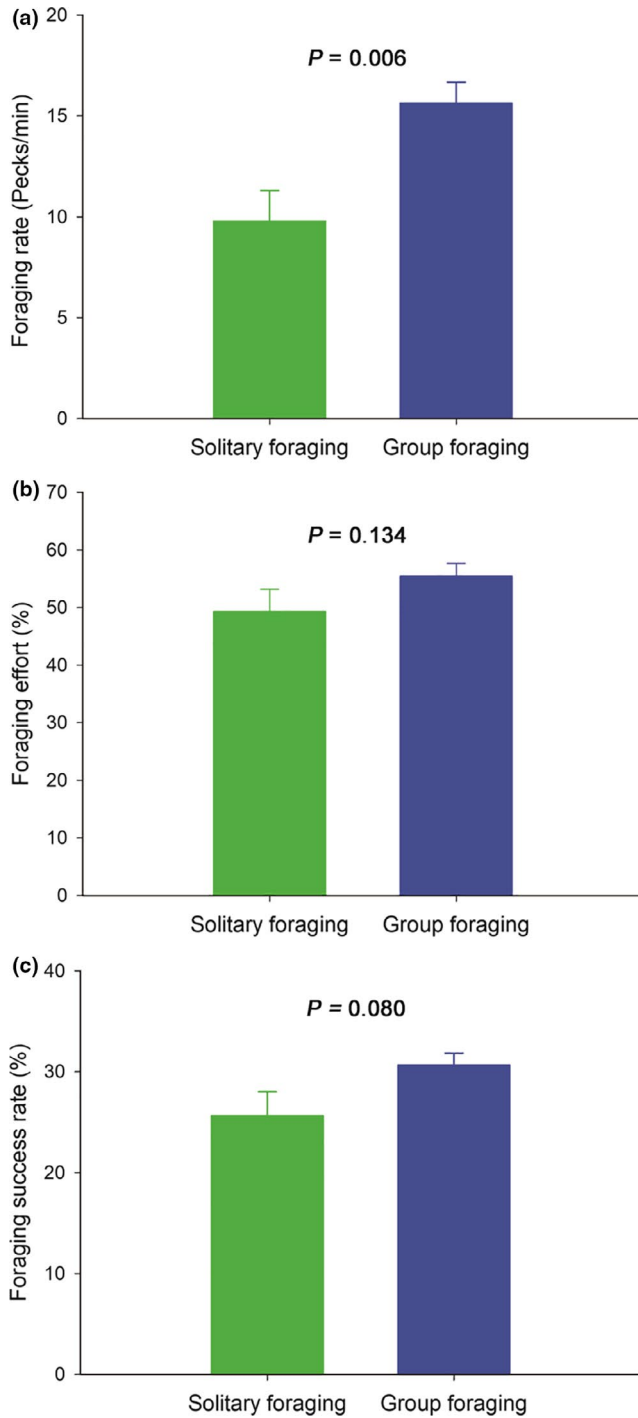 (a)
20
15
10
5
0
Foraging rate (Pecks/min)
P = 0.006
Solitary foraging
Group foraging
(b)
70
60
50
40
30
20
10
0
Foraging effort (%)
P = 0.134
Solitary foraging
Group foraging
(c)
40
30
20
10
0
Foraging success rate (%)
P = 0.080
Solitary foraging
Group foraging